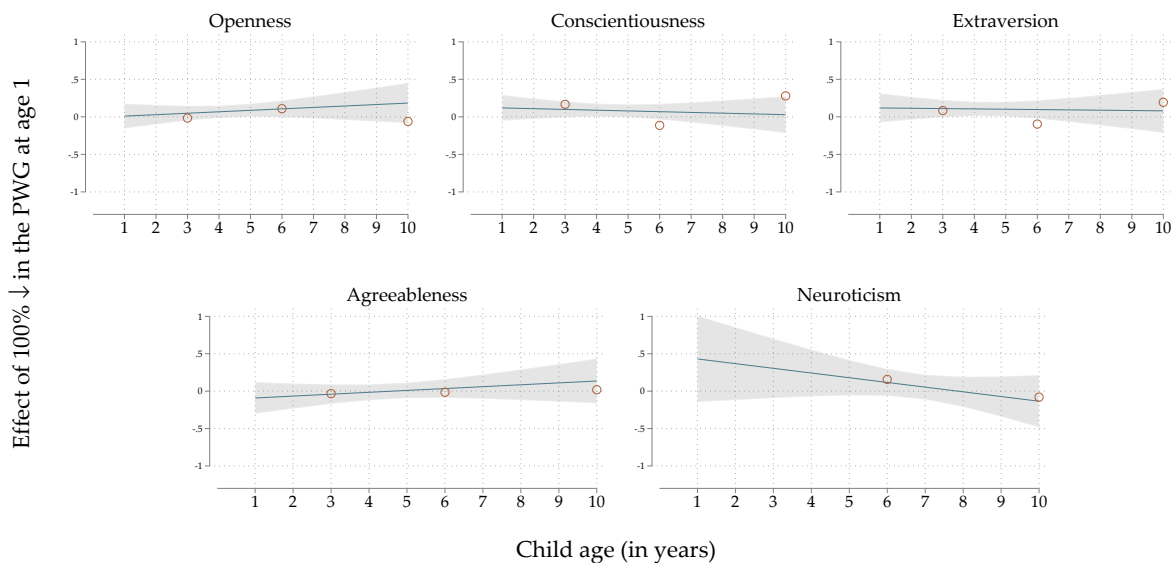 Effect of 100% ↓ in the PWG at age 1
Openness
1
.5
0
-.5
-1
1 2 3 4 5 6 7 8 9 10
Conscientiousness
1
.5
0
-.5
-1
1 2 3 4 5 6 7 8 9 10
Extraversion
1
.5
0
-.5
-1
1 2 3 4 5 6 7 8 9 10
Agreeableness
1
.5
0
-.5
-1
1 2 3 4 5 6 7 8 9 10
Neuroticism
1
.5
0
-.5
-1
1 2 3 4 5 6 7 8 9 10
Child age (in years)